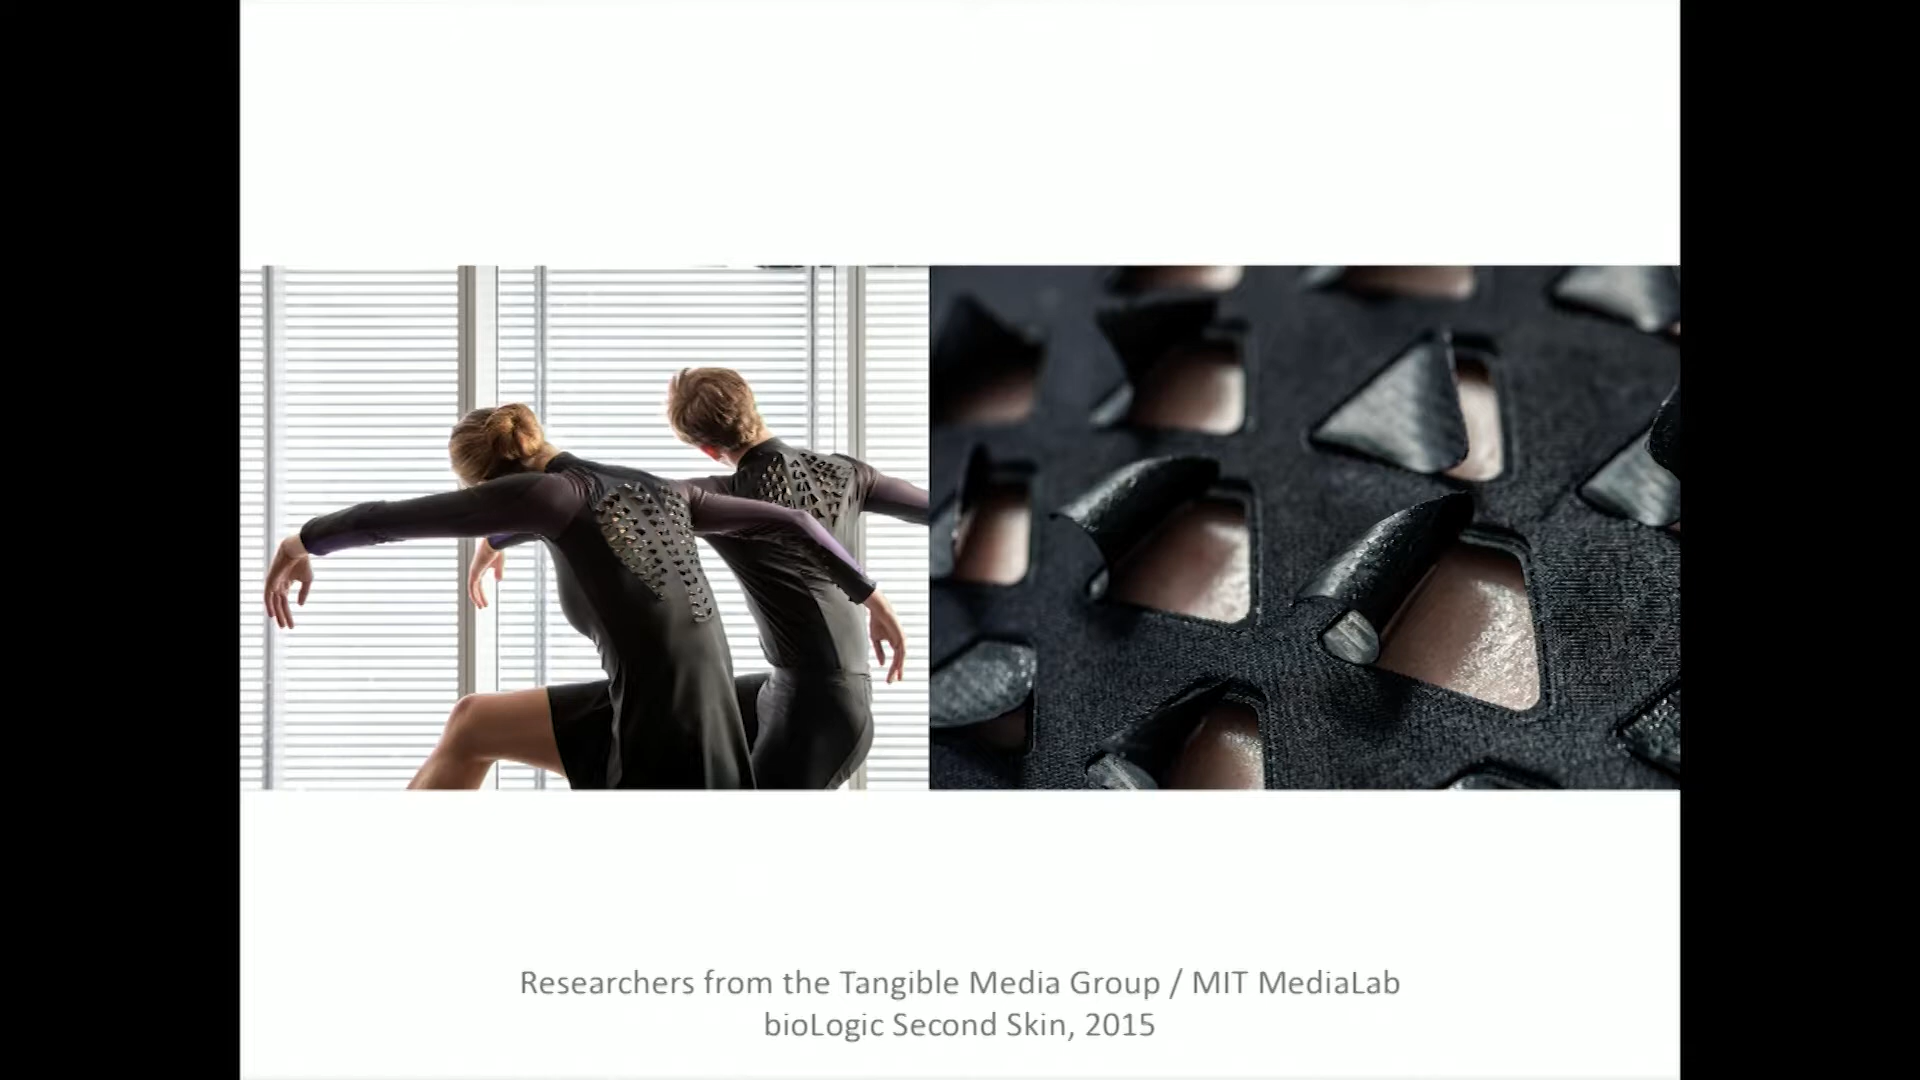 Researchers from the Tangible Media Group / MIT MediaLab
bioLogic Second Skin, 2015